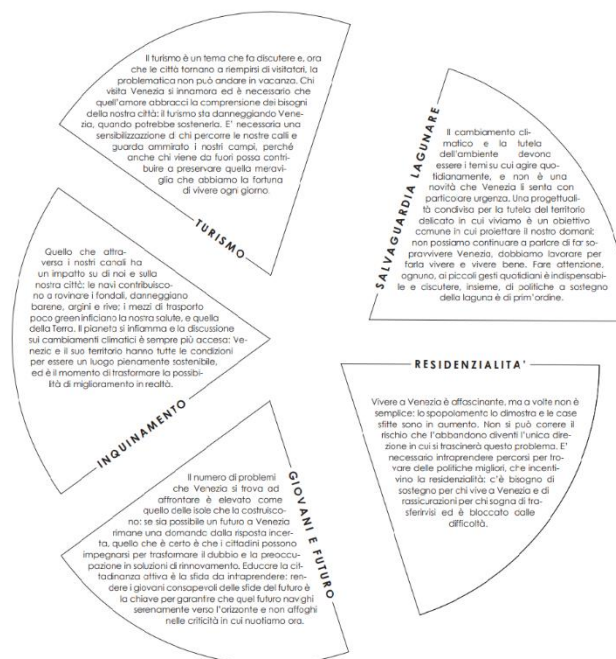 Il turismo è un tema che fa discutere e, ora
che le città tornano a riempirsi di visitatori, la
problematica non può andare in vacanza. Chi
visita Venezia si innamora ed è necessario che
quell'amore abbracci la comprensione dei bisogni
della città: il turismo sta danneggiando Vene-
zia, quando potrebbe sostenerla. E' necessaria una
sensibilizzazione di chi percorre le nostre calli e
guarda ammirato i nostri campi, perché
anche chi viene da fuori possa contri-
buire a preservare quella meravi-
glia che abbiamo la fortuna
di vivere ogni giorno.
TURISMO
SALVAGUARDIA LAGUNARE
Il cambiamento cli-
matico e la tutela
dell'ambiente devono
essere i temi su cui agire quo-
tidianamente, e non è una
novità che Venezia li senta con
particolare urgenza. Una progettuali-
tà condivisa per la tutela del territorio
delicato in cui viviamo è un obiettivo
comune in cui proiettare il nostro domani:
non possiamo continuare a parlare di far so-
pravvivere Venezia, dobbiamo lavorare per
farla vivere e vivere bene. Fare attenzione,
ognuno, ai piccoli gesti quotidiani è indispensabi-
le e discutere, insieme, di politiche a sostegno
della laguna è di prim'ordine.
Quello che attra-
versa i nostri canali ha
un impatto su di noi e sulla
nostra città: le navi contribuisco-
no a rovinare i fondali, danneggiano
barene, argini e rive; i mezzi di trasporto
poco green inficiano la nostra salute, e quella
della Terra. Il pianeta si infiamma e la discussione
sui cambiamenti climatici è sempre più accesa: Ve-
nezia e il suo territorio hanno tutte le condizioni
per essere un luogo pienamente sostenibile,
ed è il momento di trasformare la possibi-
lità di miglioramento in realtà.
INQUINAMENTO
RESIDENZIALITA'
Vivere a Venezia è affascinante, ma a volte non è
semplice: lo spopolamento lo dimostra e le case
sfitte sono in aumento. Non si può correre il
rischio che l'abbandono diventi l'unica dire-
zione in cui si trascinerà questo problema. E'
necessario intraprendere percorsi per tro-
vare delle politiche migliori, che incenti-
vino la residenzialità: c'è bisogno di
sostegno per chi vive a Venezia e di
rassicurazioni per chi sogna di tra-
sferirvisi ed è bloccato dalle
difficoltà.
Il numero di problemi
che Venezia si trova ad
affrontare è elevato come
quello delle isole che la costruisco-
no: se sia possibile un futuro a Venezia
rimane una domanda dalla risposta incer-
ta, quello che è certo è che i cittadini possono
impegnarsi per trasformare il dubbio e la preoccu-
pazione in soluzioni di rinnovamento. Educare la cit-
tadinanza attiva è la sfida da intraprendere: ren-
dere i giovani consapevoli delle sfide del futuro è
la chiave per garantire che quel futuro navighi
serenamente verso l'orizzonte e non affoghi
nelle criticità in cui nuotiamo ora.
GIOVANI E FUTURO